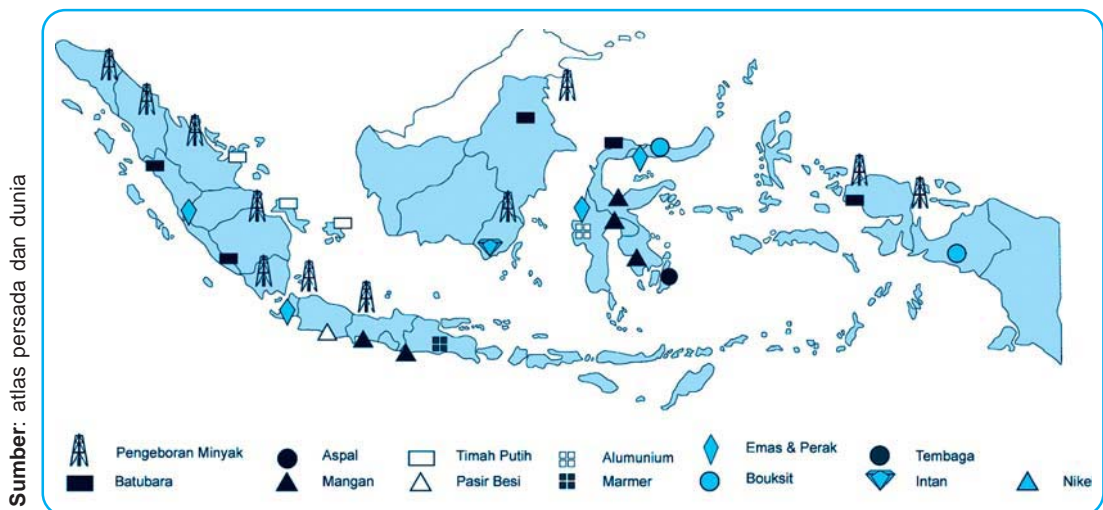 Sumber: atlas persada dan dunia
Pengeboran Minyak
Aspal
Timah Putih
Alumunium
Emas & Perak
Tembaga
Batubara
Mangan
Pasir Besi
Marmer
Bouksit
Intan
Nike